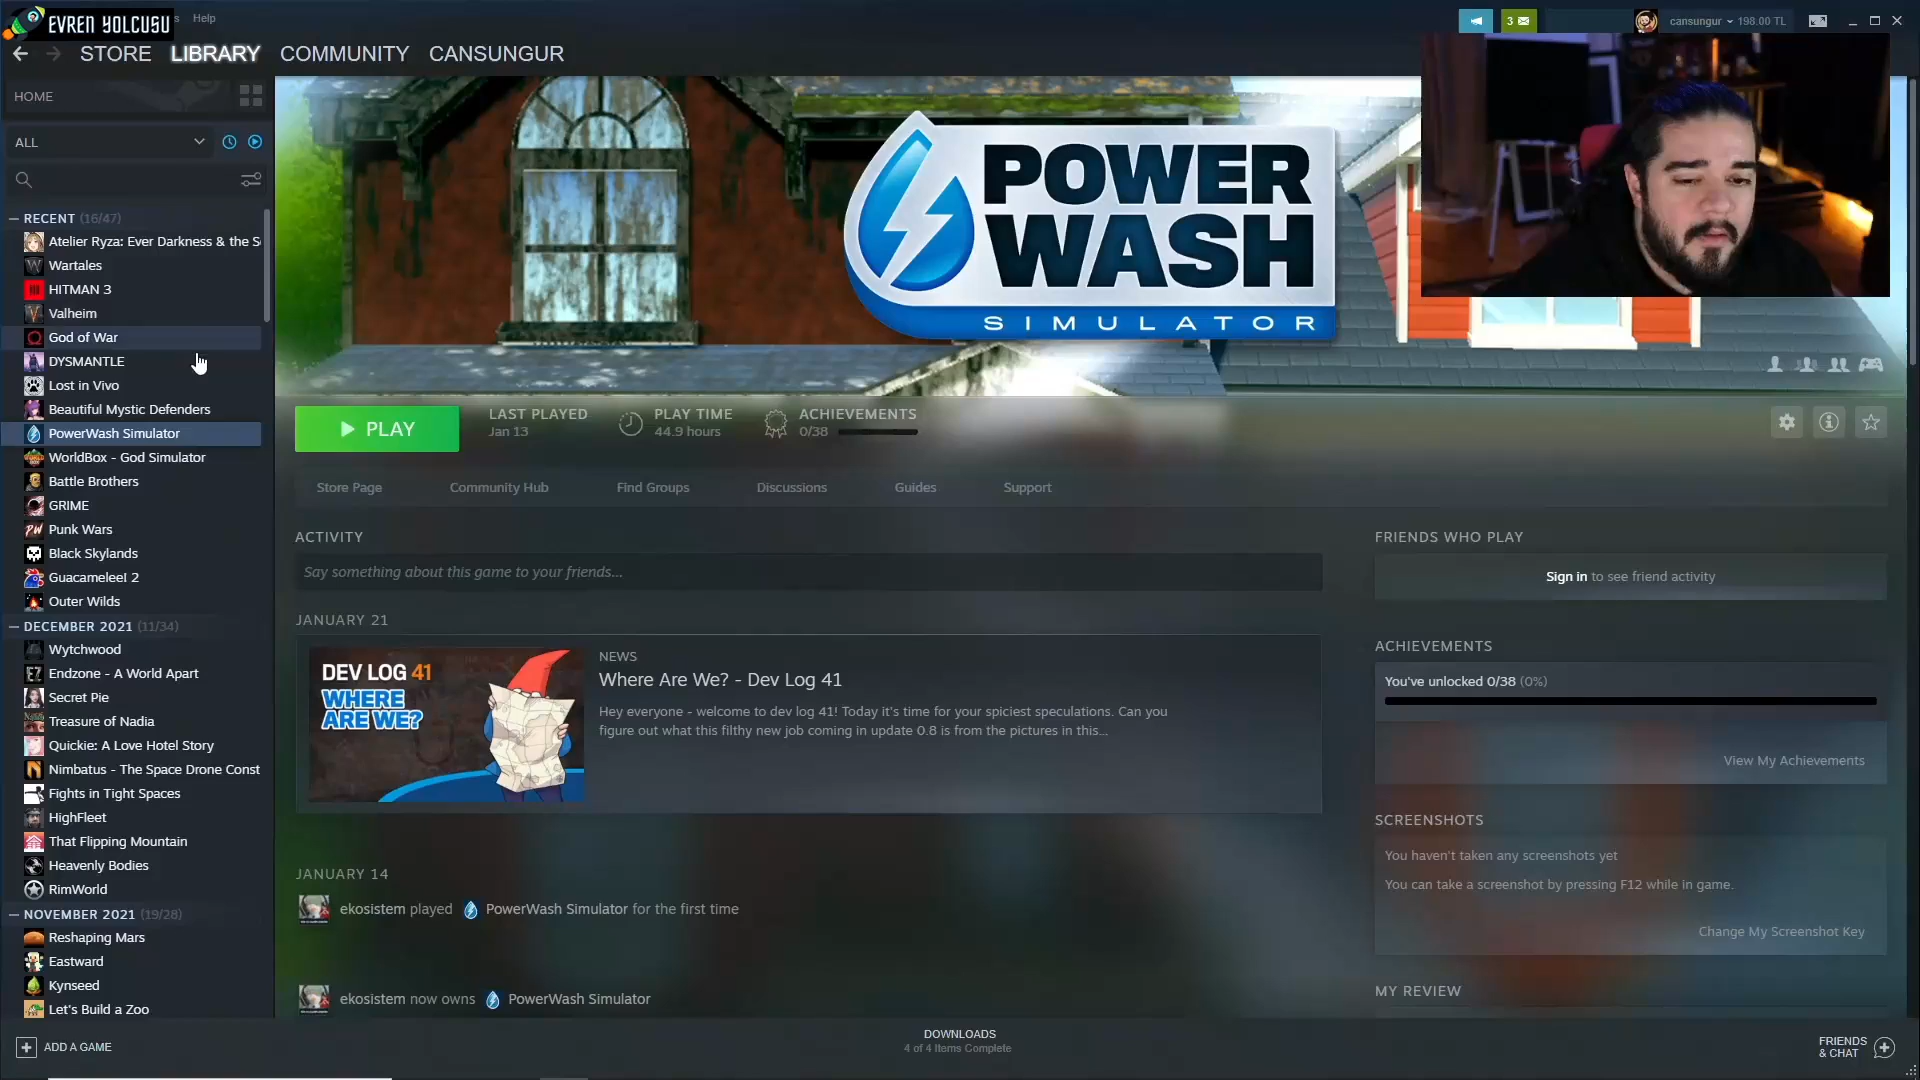 EVREN YOLCUSU
Help
3
cansungur
198.00 TL
STORE
LIBRARY
COMMUNITY
CANSUNGUR
HOME
ALL
RECENT (16/47)
Atelier Ryza: Ever Darkness & the S
Wartales
HITMAN 3
Valheim
God of War
DYSMANTLE
Lost in Vivo
Beautiful Mystic Defenders
PowerWash Simulator
WorldBox - God Simulator
Battle Brothers
GRIME
Punk Wars
Black Skylands
Guacamelee! 2
Outer Wilds
DECEMBER 2021 (11/34)
Wytchwood
Endzone - A World Apart
Secret Pie
Treasure of Nadia
Quickie: A Love Hotel Story
Nimbatus - The Space Drone Const
Fights in Tight Spaces
HighFleet
That Flipping Mountain
Heavenly Bodies
RimWorld
NOVEMBER 2021 (19/28)
Reshaping Mars
Eastward
Kynseed
Let's Build a Zoo
ADD A GAME
POWER
WASH
SIMULATOR
PLAY
LAST PLAYED
Jan 13
PLAY TIME
44.9 hours
ACHIEVEMENTS
0/38
Store Page
Community Hub
Find Groups
Discussions
Guides
Support
ACTIVITY
Say something about this game to your friends...
JANUARY 21
DEV LOG 41
WHERE
ARE WE?
NEWS
Where Are We? - Dev Log 41
Hey everyone - welcome to dev log 41! Today it's time for your spiciest speculations. Can you
figure out what this filthy new job coming in update 0.8 is from the pictures in this...
JANUARY 14
ekosistem played PowerWash Simulator for the first time
ekosistem now owns PowerWash Simulator
FRIENDS WHO PLAY
Sign in to see friend activity
ACHIEVEMENTS
You've unlocked 0/38 (0%)
View My Achievements
SCREENSHOTS
You haven't taken any screenshots yet
You can take a screenshot by pressing F12 while in game.
Change My Screenshot Key
MY REVIEW
DOWNLOADS
4 of 4 Items Complete
FRIENDS
& CHAT